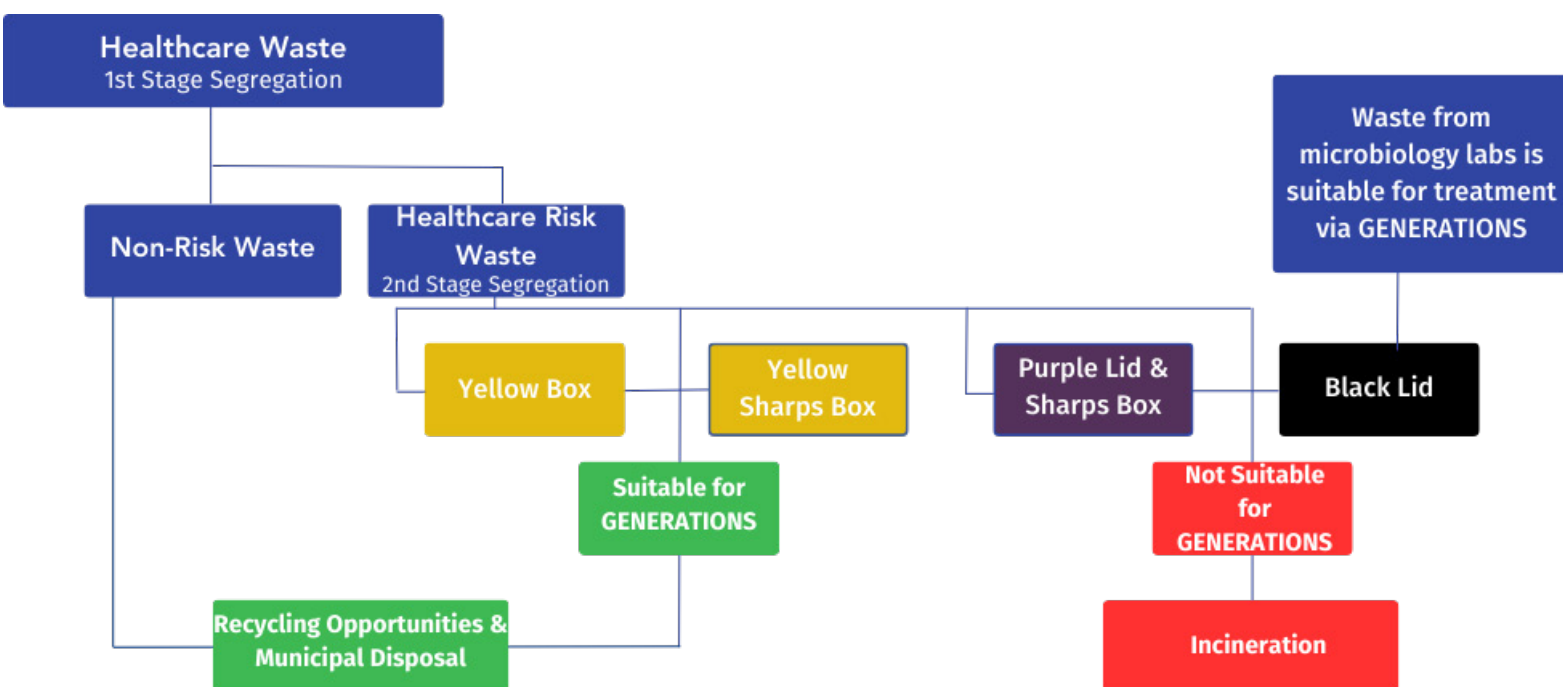 Healthcare Waste
1st Stage Segregation
Waste from
microbiology labs is
suitable for treatment
via GENERATIONS
Non-Risk Waste
Healthcare Risk
Waste
2nd Stage Segregation
Yellow Box
Yellow
Sharps Box
Purple Lid &
Sharps Box
Black Lid
Suitable for
GENERATIONS
Not Suitable
for
GENERATIONS
Recycling Opportunities &
Municipal Disposal
Incineration